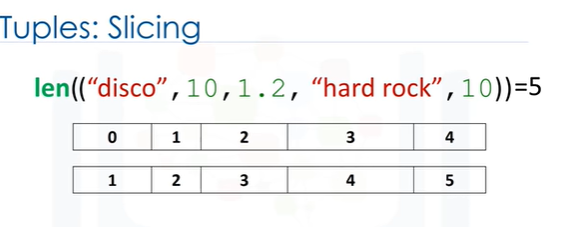 Tuples: Slicing
len((“disco”,10,1.2, “hard rock”,10))=5
0 1 2 3 4
1 2 3 4 5